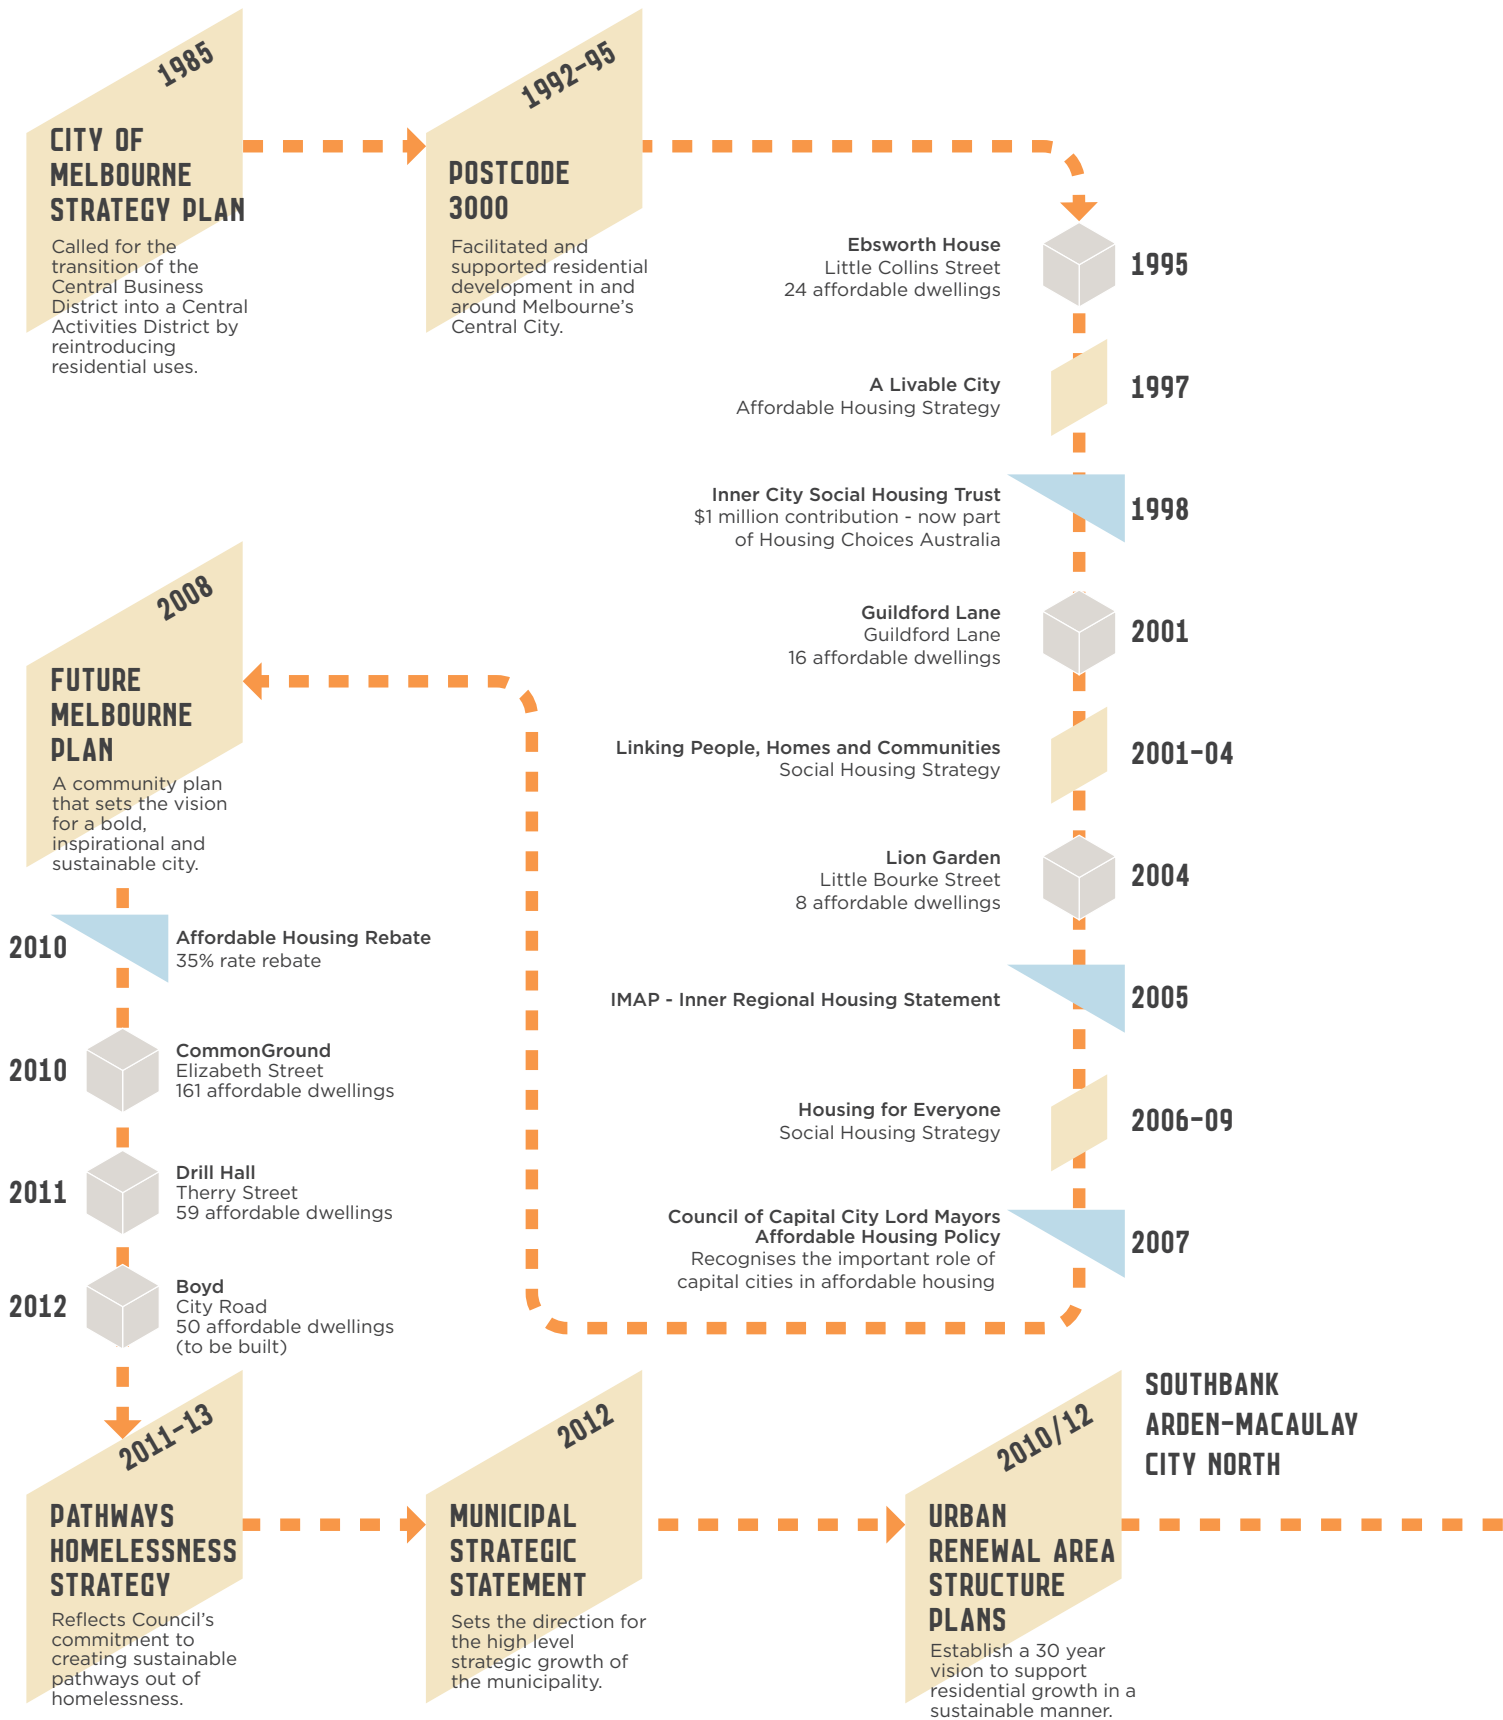 1985
CITY OF
MELBOURNE
STRATEGY PLAN
Called for the
transition of the
Central Business
District into a Central
Activities District by
reintroducing
residential uses.
1992-95
POSTCODE
3000
Facilitated and
supported residential
development in and
around Melbourne's
Central City.
Ebsworth House
Little Collins Street
24 affordable dwellings
1995
A Livable City
Affordable Housing Strategy
1997
Inner City Social Housing Trust
$1 million contribution - now part
of Housing Choices Australia
1998
Guildford Lane
Guildford Lane
16 affordable dwellings
2001
Linking People, Homes and Communities
Social Housing Strategy
2001-04
Lion Garden
Little Bourke Street
8 affordable dwellings
2004
IMAP - Inner Regional Housing Statement
2005
Housing for Everyone
Social Housing Strategy
2006-09
Council of Capital City Lord Mayors
Affordable Housing Policy
Recognises the important role of
capital cities in affordable housing
2007
2008
FUTURE
MELBOURNE
PLAN
A community plan
that sets the vision
for a bold,
inspirational and
sustainable city.
2010
Affordable Housing Rebate
35% rate rebate
2010
CommonGround
Elizabeth Street
161 affordable dwellings
2011
Drill Hall
Therry Street
59 affordable dwellings
2012
Boyd
City Road
50 affordable dwellings
(to be built)
2011-13
PATHWAYS
HOMELESSNESS
STRATEGY
Reflects Council's
commitment to
creating sustainable
pathways out of
homelessness.
2012
MUNICIPAL
STRATEGIC
STATEMENT
Sets the direction for
the high level
strategic growth of
the municipality.
2010/12
URBAN
RENEWAL AREA
STRUCTURE
PLANS
Establish a 30 year
vision to support
residential growth in a
sustainable manner.
SOUTHBANK
ARDEN-MACAULAY
CITY NORTH